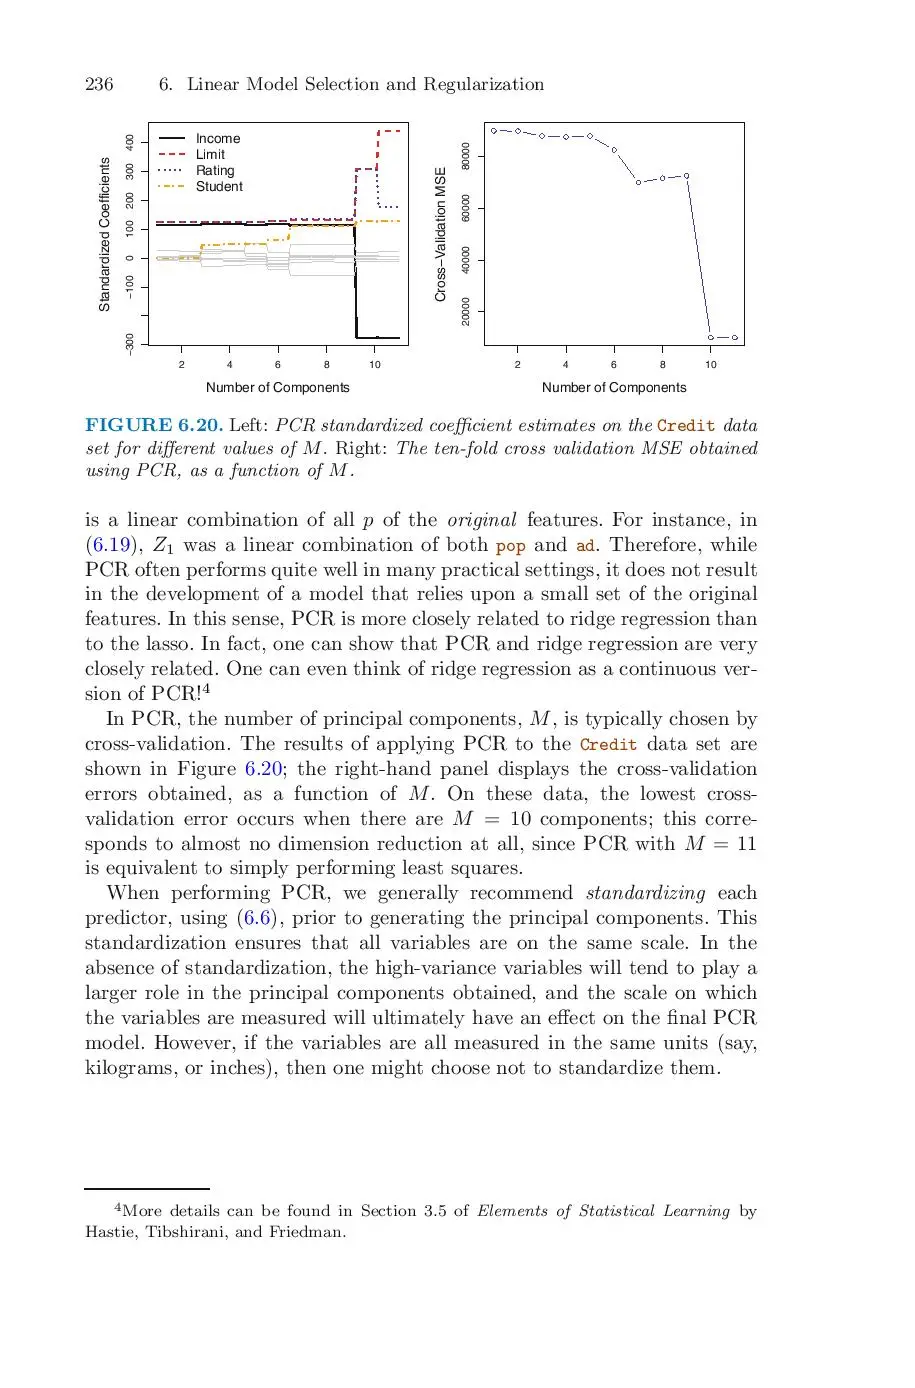 236 6. Linear Model Selection and Regularization
Standardized Coefficients
−300
−100
0
100
200
300
400
Income
Limit
Rating
Student
2 4 6 8 10
Number of Components
Cross−Validation MSE
20000
40000
60000
80000
2 4 6 8 10
Number of Components
FIGURE 6.20. Left: PCR standardized coefficient estimates on the Credit data
set for different values of M. Right: The ten-fold cross validation MSE obtained
using PCR, as a function of M.
is a linear combination of all p of the original features. For instance, in
(6.19), Z1 was a linear combination of both pop and ad. Therefore, while
PCR often performs quite well in many practical settings, it does not result
in the development of a model that relies upon a small set of the original
features. In this sense, PCR is more closely related to ridge regression than
to the lasso. In fact, one can show that PCR and ridge regression are very
closely related. One can even think of ridge regression as a continuous ver-
sion of PCR!4
In PCR, the number of principal components, M, is typically chosen by
cross-validation. The results of applying PCR to the Credit data set are
shown in Figure 6.20; the right-hand panel displays the cross-validation
errors obtained, as a function of M. On these data, the lowest cross-
validation error occurs when there are M = 10 components; this corre-
sponds to almost no dimension reduction at all, since PCR with M = 11
is equivalent to simply performing least squares.
When performing PCR, we generally recommend standardizing each
predictor, using (6.6), prior to generating the principal components. This
standardization ensures that all variables are on the same scale. In the
absence of standardization, the high-variance variables will tend to play a
larger role in the principal components obtained, and the scale on which
the variables are measured will ultimately have an effect on the final PCR
model. However, if the variables are all measured in the same units (say,
kilograms, or inches), then one might choose not to standardize them.
4More details can be found in Section 3.5 of Elements of Statistical Learning by
Hastie, Tibshirani, and Friedman.